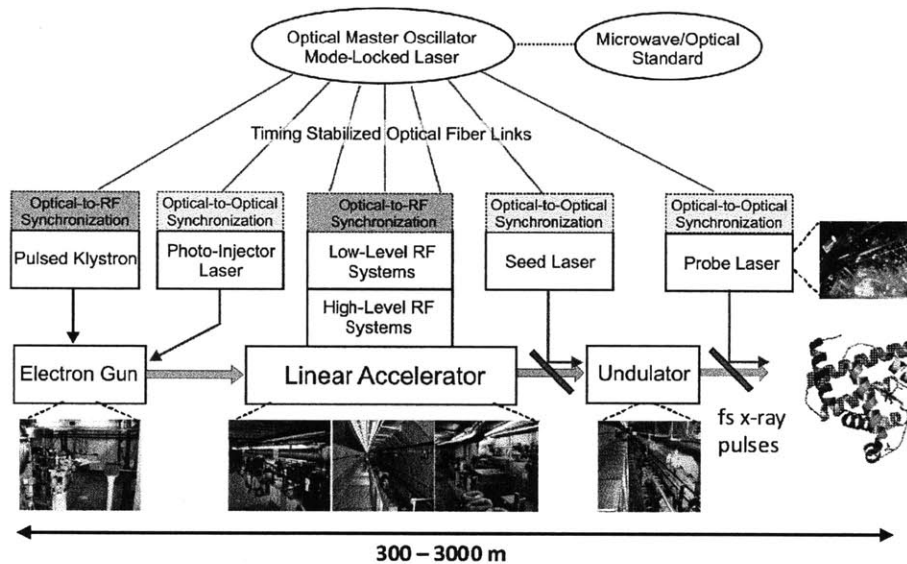 Optical Master Oscillator
Mode-Locked Laser
Microwave/Optical
Standard
Timing Stabilized Optical Fiber Links
Optical-to-RF
Synchronization
Pulsed Klystron
Optical-to-Optical
Synchronization
Photo-Injector
Laser
Optical-to-RF
Synchronization
Low-Level RF
Systems
High-Level RF
Systems
Optical-to-Optical
Synchronization
Seed Laser
Optical-to-Optical
Synchronization
Probe Laser
Electron Gun
Linear Accelerator
Undulator
fs x-ray
pulses
300 – 3000 m